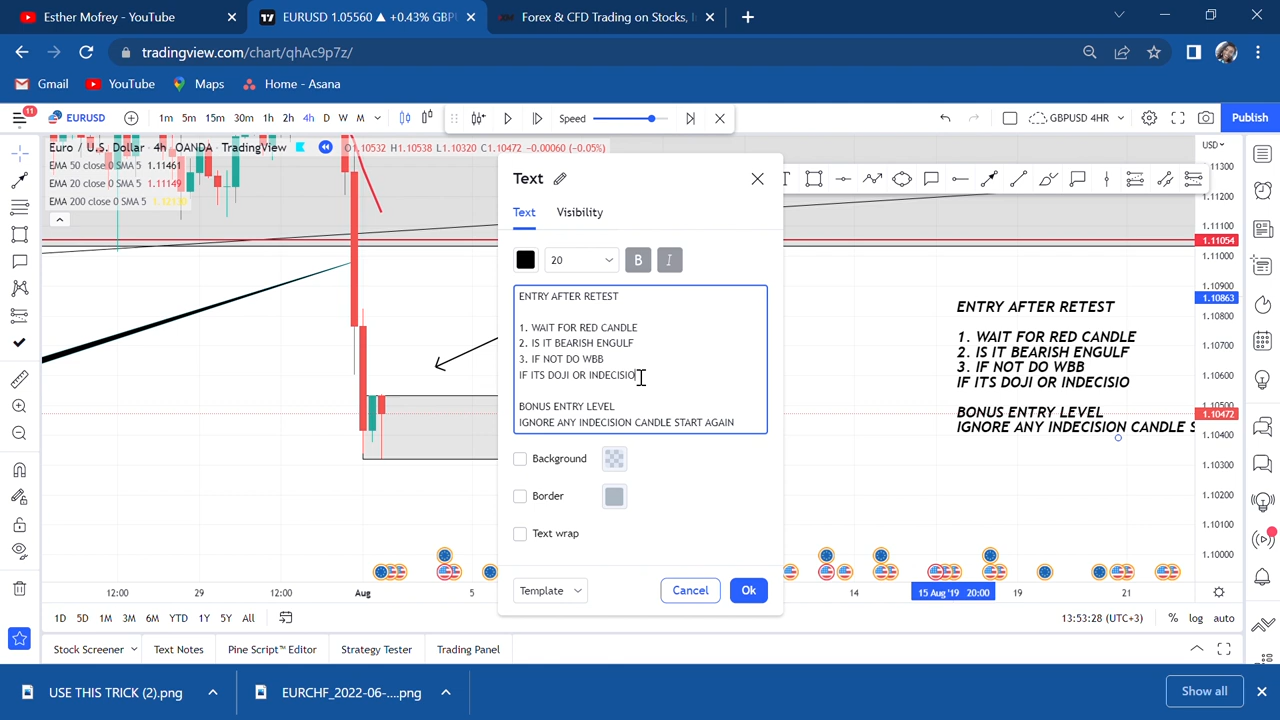 Esther Mofrey - YouTube
EURUSD 1.05560 ▲ +0.43% GBP
Forex & CFD Trading on Stocks, I
tradingview.com/chart/qhAc9p7z/
Gmail YouTube Maps Home - Asana
11 EURUSD 1m 5m 15m 30m 1h 2h 4h D W M Speed GBPUSD 4HR Publish
Euro / U.S. Dollar · 4h · OANDA · TradingView O1.10532 H1.10538 L1.10320 C1.10472 -0.00060 (-0.05%)
EMA 50 close 0 SMA 5 1.11461
EMA 20 close 0 SMA 5 1.11149
EMA 200 close 0 SMA 5
USD
1.11300
1.11200
1.11100
1.11054
1.11000
1.10900
1.10863
1.10800
1.10700
1.10600
1.10500
1.10472
1.10400
1.10300
1.10200
1.10100
1.10000
Text
Text Visibility
20 B I
ENTRY AFTER RETEST
1. WAIT FOR RED CANDLE
2. IS IT BEARISH ENGULF
3. IF NOT DO WBB
IF ITS DOJI OR INDECISIO
BONUS ENTRY LEVEL
IGNORE ANY INDECISION CANDLE START AGAIN
Background
Border
Text wrap
Template Cancel Ok
ENTRY AFTER RETEST
1. WAIT FOR RED CANDLE
2. IS IT BEARISH ENGULF
3. IF NOT DO WBB
IF ITS DOJI OR INDECISIO
BONUS ENTRY LEVEL
IGNORE ANY INDECISION CANDLE S
12:00 29 12:00 Aug 5 14 15 Aug '19 20:00 19 21
1D 5D 1M 3M 6M YTD 1Y 5Y All 13:53:28 (UTC+3) % log auto
Stock Screener Text Notes Pine Script™ Editor Strategy Tester Trading Panel
USE THIS TRICK (2).png EURCHF_2022-06-....png Show all